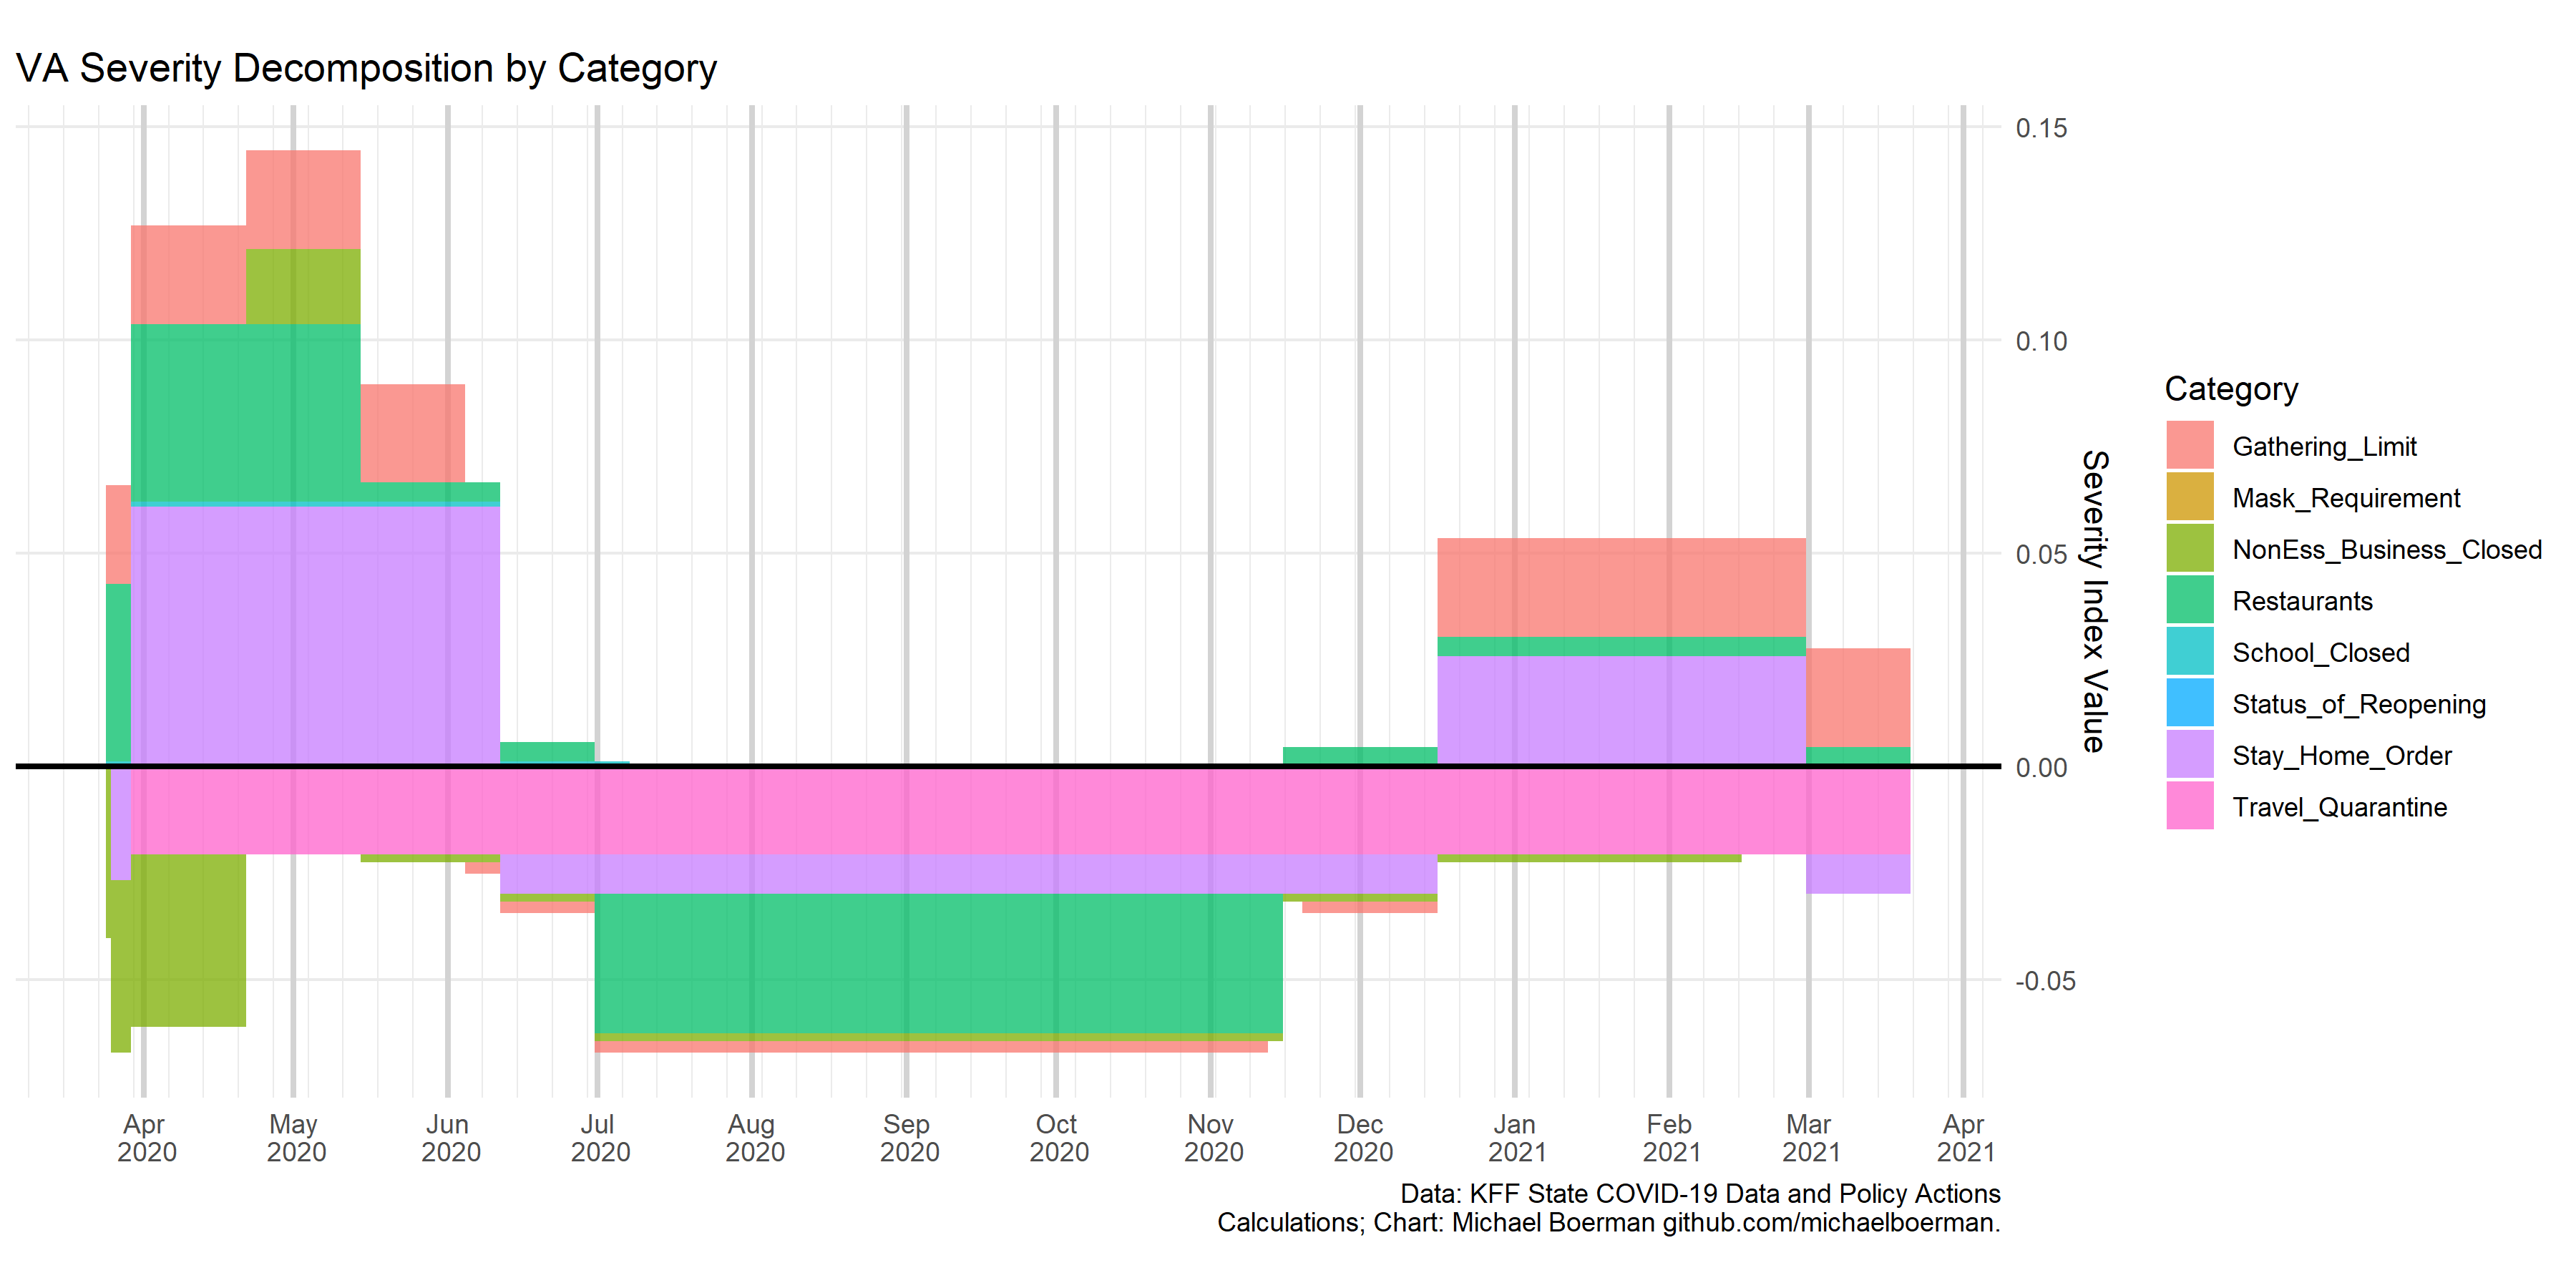 VA Severity Decomposition by Category
0.15
0.10
0.05
0.00
-0.05
Severity Index Value
Apr
2020
May
2020
Jun
2020
Jul
2020
Aug
2020
Sep
2020
Oct
2020
Nov
2020
Dec
2020
Jan
2021
Feb
2021
Mar
2021
Apr
2021
Category
Gathering_Limit
Mask_Requirement
NonEss_Business_Closed
Restaurants
School_Closed
Status_of_Reopening
Stay_Home_Order
Travel_Quarantine
Data: KFF State COVID-19 Data and Policy Actions
Calculations; Chart: Michael Boerman github.com/michaelboerman.